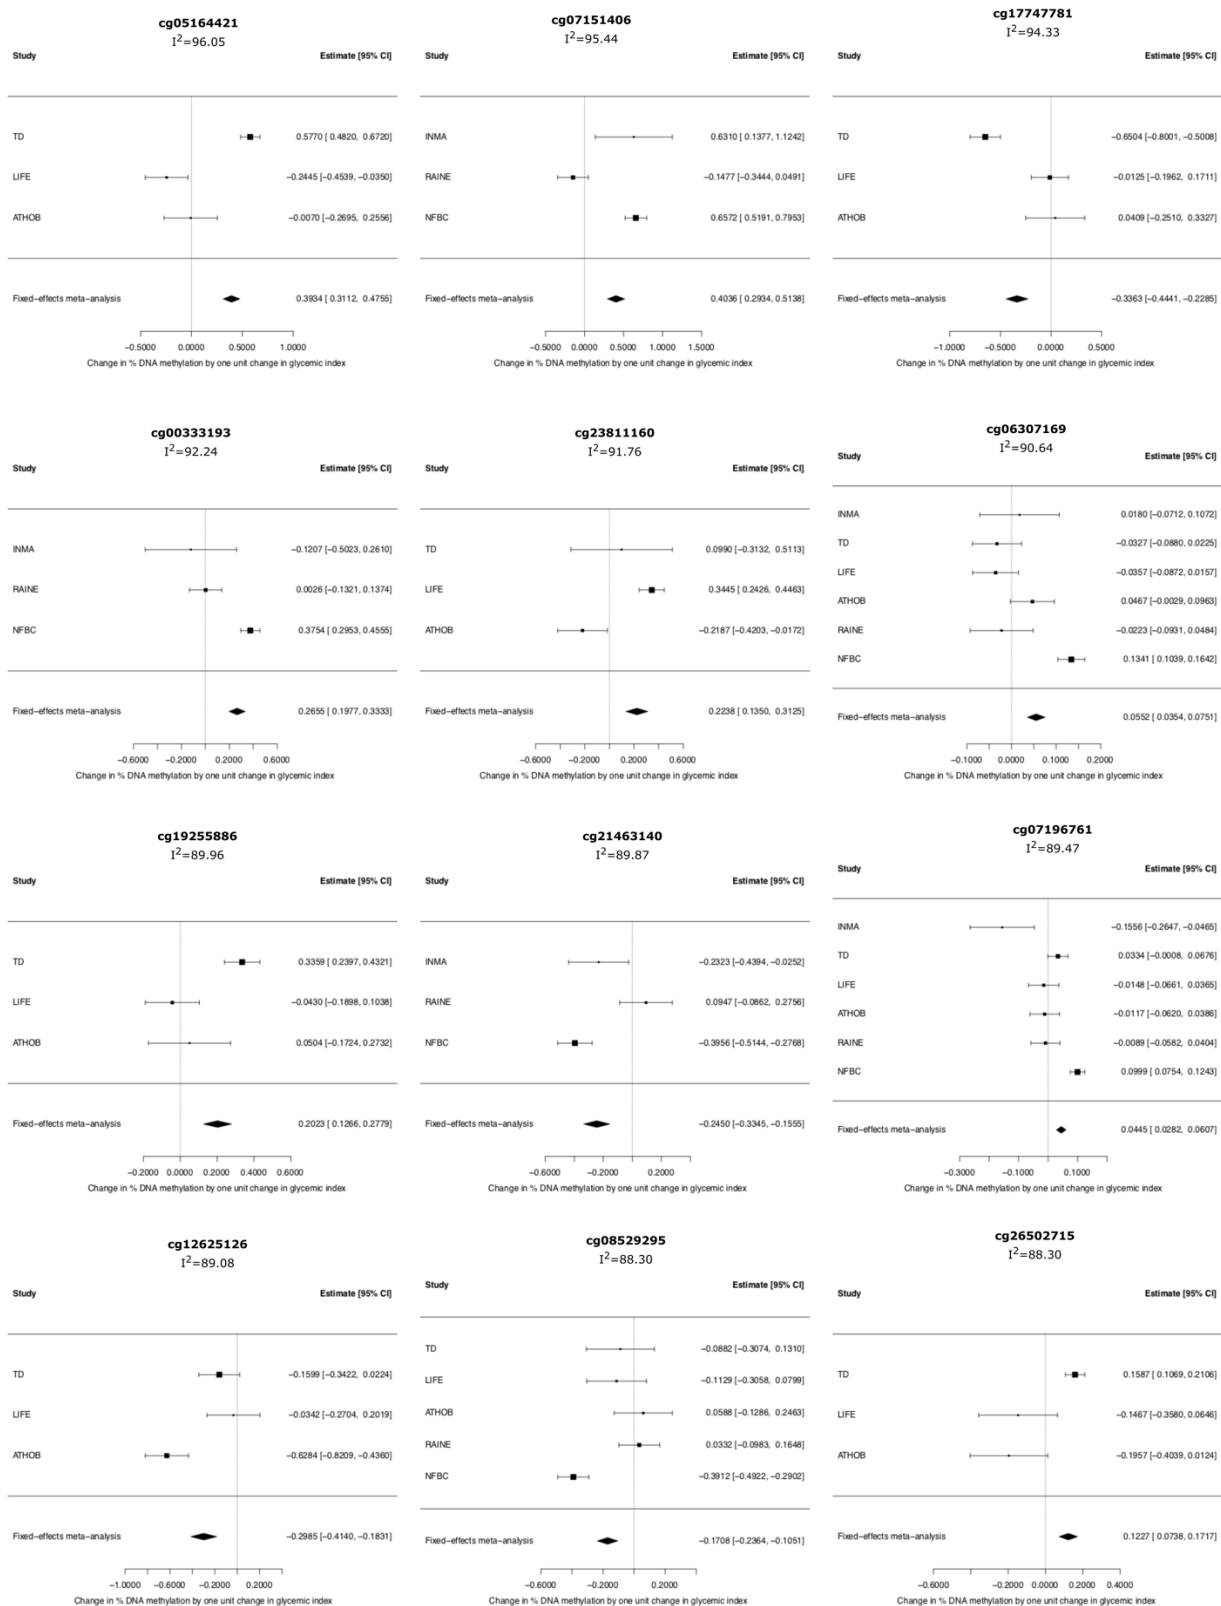 cg05164421
I²=96.05
Study Estimate [95% CI]
TD 0.5770 [ 0.4820, 0.6720]
LIFE −0.2445 [−0.4539, −0.0350]
ATHOB −0.0070 [−0.2695, 0.2556]
Fixed−effects meta−analysis 0.3934 [ 0.3112, 0.4755]
−0.5000 0.0000 0.5000 1.0000
Change in % DNA methylation by one unit change in glycemic index
cg07151406
I²=95.44
Study Estimate [95% CI]
INMA 0.6310 [ 0.1377, 1.1242]
RAINE −0.1477 [−0.3444, 0.0491]
NFBC 0.6572 [ 0.5191, 0.7953]
Fixed−effects meta−analysis 0.4036 [ 0.2934, 0.5138]
−0.5000 0.0000 0.5000 1.0000 1.5000
Change in % DNA methylation by one unit change in glycemic index
cg17747781
I²=94.33
Study Estimate [95% CI]
TD −0.6504 [−0.8001, −0.5008]
LIFE −0.0125 [−0.1962, 0.1711]
ATHOB 0.0409 [−0.2510, 0.3327]
Fixed−effects meta−analysis −0.3363 [−0.4441, −0.2285]
−1.0000 −0.5000 0.0000 0.5000
Change in % DNA methylation by one unit change in glycemic index
cg00333193
I²=92.24
Study Estimate [95% CI]
INMA −0.1207 [−0.5023, 0.2610]
RAINE 0.0026 [−0.1321, 0.1374]
NFBC 0.3754 [ 0.2953, 0.4555]
Fixed−effects meta−analysis 0.2655 [ 0.1977, 0.3333]
−0.6000 −0.2000 0.2000 0.6000
Change in % DNA methylation by one unit change in glycemic index
cg23811160
I²=91.76
Study Estimate [95% CI]
TD 0.0990 [−0.3132, 0.5113]
LIFE 0.3445 [ 0.2426, 0.4463]
ATHOB −0.2187 [−0.4203, −0.0172]
Fixed−effects meta−analysis 0.2238 [ 0.1350, 0.3125]
−0.6000 −0.2000 0.2000 0.6000
Change in % DNA methylation by one unit change in glycemic index
cg06307169
I²=90.64
Study Estimate [95% CI]
INMA 0.0180 [−0.0712, 0.1072]
TD −0.0327 [−0.0880, 0.0225]
LIFE −0.0357 [−0.0872, 0.0157]
ATHOB 0.0467 [−0.0029, 0.0963]
RAINE −0.0223 [−0.0931, 0.0484]
NFBC 0.1341 [ 0.1039, 0.1642]
Fixed−effects meta−analysis 0.0552 [ 0.0354, 0.0751]
−0.1000 0.0000 0.1000 0.2000
Change in % DNA methylation by one unit change in glycemic index
cg19255886
I²=89.96
Study Estimate [95% CI]
TD 0.3359 [ 0.2397, 0.4321]
LIFE −0.0430 [−0.1898, 0.1038]
ATHOB 0.0504 [−0.1724, 0.2732]
Fixed−effects meta−analysis 0.2023 [ 0.1266, 0.2779]
−0.2000 0.0000 0.2000 0.4000 0.6000
Change in % DNA methylation by one unit change in glycemic index
cg21463140
I²=89.87
Study Estimate [95% CI]
INMA −0.2323 [−0.4394, −0.0252]
RAINE 0.0947 [−0.0862, 0.2756]
NFBC −0.3956 [−0.5144, −0.2768]
Fixed−effects meta−analysis −0.2450 [−0.3345, −0.1555]
−0.6000 −0.2000 0.2000
Change in % DNA methylation by one unit change in glycemic index
cg07196761
I²=89.47
Study Estimate [95% CI]
INMA −0.1556 [−0.2647, −0.0465]
TD 0.0334 [−0.0008, 0.0676]
LIFE −0.0148 [−0.0661, 0.0365]
ATHOB −0.0117 [−0.0620, 0.0386]
RAINE −0.0089 [−0.0582, 0.0404]
NFBC 0.0999 [ 0.0754, 0.1243]
Fixed−effects meta−analysis 0.0445 [ 0.0282, 0.0607]
−0.3000 −0.1000 0.1000
Change in % DNA methylation by one unit change in glycemic index
cg12625126
I²=89.08
Study Estimate [95% CI]
TD −0.1599 [−0.3422, 0.0224]
LIFE −0.0342 [−0.2704, 0.2019]
ATHOB −0.6284 [−0.8209, −0.4360]
Fixed−effects meta−analysis −0.2985 [−0.4140, −0.1831]
−1.0000 −0.6000 −0.2000 0.2000
Change in % DNA methylation by one unit change in glycemic index
cg08529295
I²=88.30
Study Estimate [95% CI]
TD −0.0882 [−0.3074, 0.1310]
LIFE −0.1129 [−0.3058, 0.0799]
ATHOB 0.0588 [−0.1286, 0.2463]
RAINE 0.0332 [−0.0983, 0.1648]
NFBC −0.3912 [−0.4922, −0.2902]
Fixed−effects meta−analysis −0.1708 [−0.2364, −0.1051]
−0.6000 −0.2000 0.2000
Change in % DNA methylation by one unit change in glycemic index
cg26502715
I²=88.30
Study Estimate [95% CI]
TD 0.1587 [ 0.1069, 0.2106]
LIFE −0.1467 [−0.3580, 0.0646]
ATHOB −0.1957 [−0.4039, 0.0124]
Fixed−effects meta−analysis 0.1227 [ 0.0738, 0.1717]
−0.6000 −0.2000 0.0000 0.2000 0.4000
Change in % DNA methylation by one unit change in glycemic index